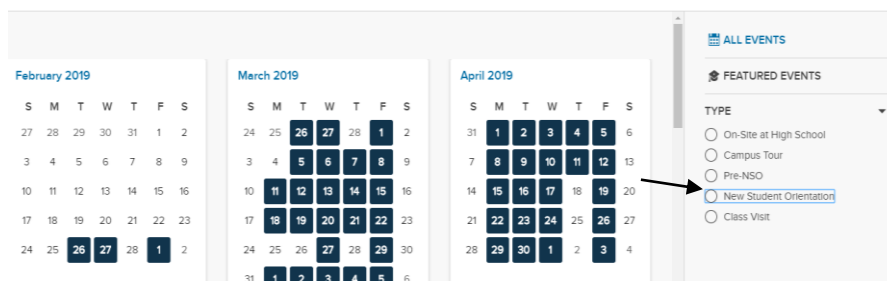 February 2019
S M T W T F S
27 28 29 30 31 1 2
3 4 5 6 7 8 9
10 11 12 13 14 15 16
17 18 19 20 21 22 23
24 25 26 27 28 1 2
March 2019
S M T W T F S
24 25 26 27 28 1 2
3 4 5 6 7 8 9
10 11 12 13 14 15 16
17 18 19 20 21 22 23
24 25 26 27 28 29 30
31 1 2 3 4 5 6
April 2019
S M T W T F S
31 1 2 3 4 5 6
7 8 9 10 11 12 13
14 15 16 17 18 19 20
21 22 23 24 25 26 27
28 29 30 1 2 3 4
ALL EVENTS
FEATURED EVENTS
TYPE
On-Site at High School
Campus Tour
Pre-NSO
New Student Orientation
Class Visit